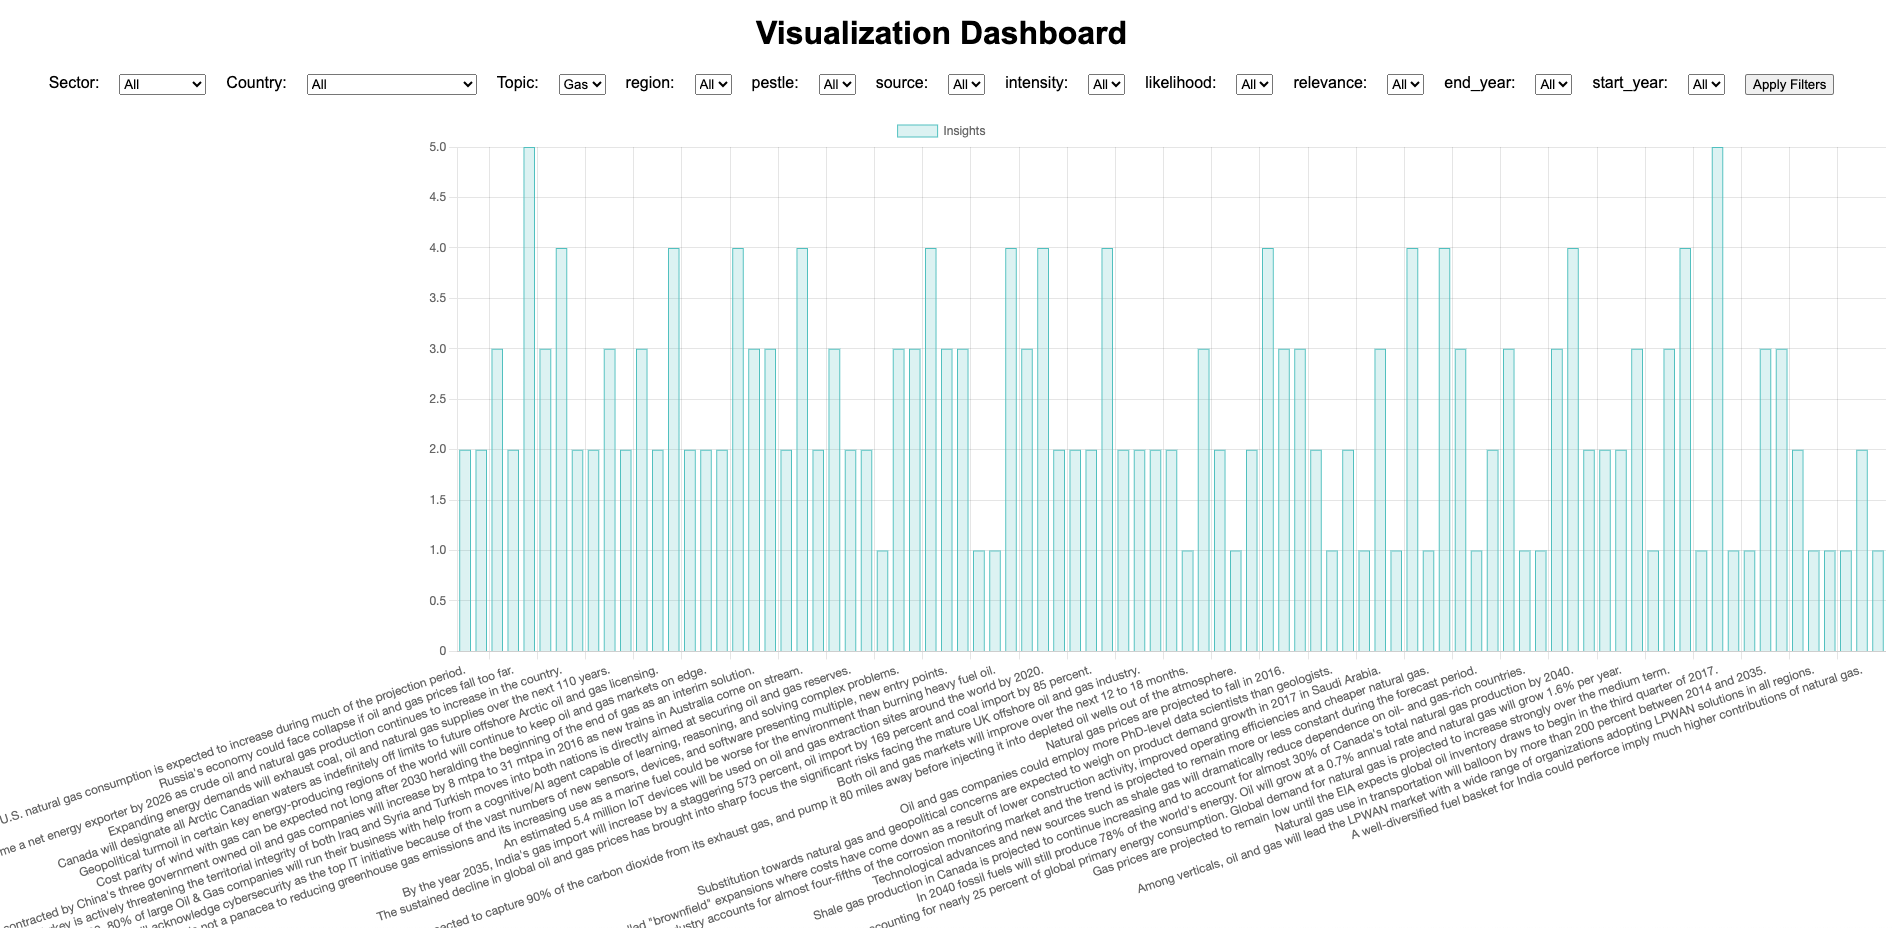 Visualization Dashboard
Sector: All Country: All Topic: Gas region: All pestle: All source: All intensity: All likelihood: All relevance: All end_year: All start_year: All Apply Filters
Insights
5.0
4.5
4.0
3.5
3.0
2.5
2.0
1.5
1.0
0.5
0
U.S. natural gas consumption is expected to increase during much of the projection period.
Russia's economy could face collapse if oil and gas prices fall too far.
me a net energy exporter by 2026 as crude oil and natural gas production continues to increase in the country.
Expanding energy demands will exhaust coal, oil and natural gas supplies over the next 110 years.
Canada will designate all Arctic Canadian waters as indefinitely off limits to future offshore Arctic oil and gas licensing.
Geopolitical turmoil in certain key energy-producing regions of the world will continue to keep oil and gas markets on edge.
Cost parity of wind with gas can be expected not long after 2030 heralding the beginning of the end of gas as an interim solution.
contracted by China's three government owned oil and gas companies will increase by 8 mtpa to 31 mtpa in 2016 as new trains in Australia come on stream.
key is actively threatening the territorial integrity of both Iraq and Syria and Turkish moves into both nations is directly aimed at securing oil and gas reserves.
80% of large Oil & Gas companies will run their business with help from a cognitive/AI agent capable of learning, reasoning, and solving complex problems.
acknowledge cybersecurity as the top IT initiative because of the vast numbers of new sensors, devices, and software presenting multiple, new entry points.
not a panacea to reducing greenhouse gas emissions and its increasing use as a marine fuel could be worse for the environment than burning heavy fuel oil.
An estimated 5.4 million IoT devices will be used on oil and gas extraction sites around the world by 2020.
By the year 2035, India's gas import will increase by a staggering 573 percent, oil import by 169 percent and coal import by 85 percent.
The sustained decline in global oil and gas prices has brought into sharp focus the significant risks facing the mature UK offshore oil and gas industry.
Both oil and gas markets will improve over the next 12 to 18 months.
acted to capture 90% of the carbon dioxide from its exhaust gas, and pump it 80 miles away before injecting it into depleted oil wells out of the atmosphere.
Natural gas prices are projected to fall in 2016.
Oil and gas companies could employ more PhD-level data scientists than geologists.
Substitution towards natural gas and geopolitical concerns are expected to weigh on product demand growth in 2017 in Saudi Arabia.
"brownfield" expansions where costs have come down as a result of lower construction activity, improved operating efficiencies and cheaper natural gas.
dustry accounts for almost four-fifths of the corrosion monitoring market and the trend is projected to remain more or less constant during the forecast period.
Technological advances and new sources such as shale gas will dramatically reduce dependence on oil- and gas-rich countries.
Shale gas production in Canada is projected to continue increasing and to account for almost 30% of Canada's total natural gas production by 2040.
In 2040 fossil fuels will still produce 78% of the world's energy. Oil will grow at a 0.7% annual rate and natural gas will grow 1.6% per year.
accounting for nearly 25 percent of global primary energy consumption. Global demand for natural gas is projected to increase strongly over the medium term.
Gas prices are projected to remain low until the EIA expects global oil inventory draws to begin in the third quarter of 2017.
Natural gas use in transportation will balloon by more than 200 percent between 2014 and 2035.
Among verticals, oil and gas will lead the LPWAN market with a wide range of organizations adopting LPWAN solutions in all regions.
A well-diversified fuel basket for India could perforce imply much higher contributions of natural gas.